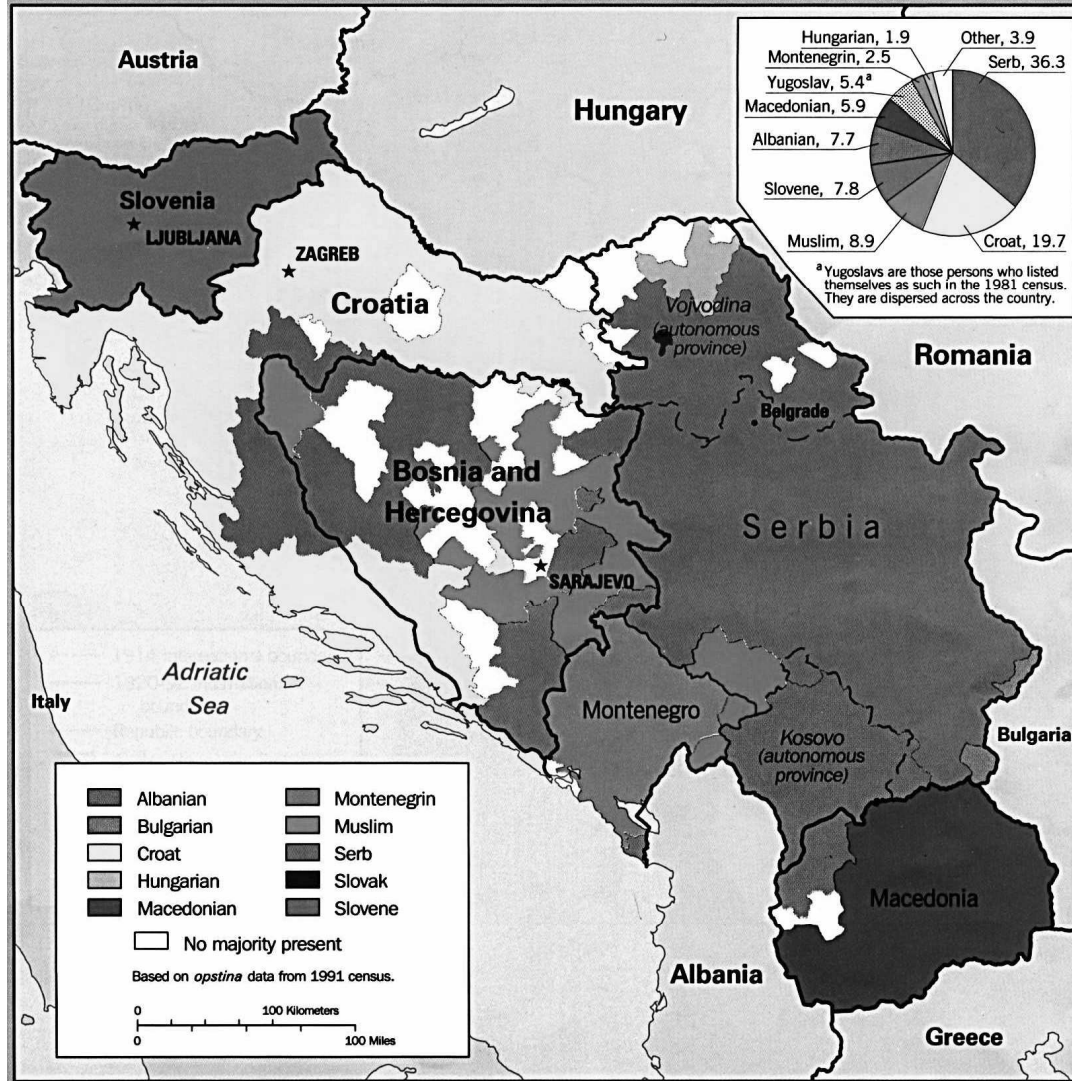 Austria
Hungary
Hungarian, 1.9
Other, 3.9
Montenegrin, 2.5
Serb, 36.3
Yugoslav, 5.4ᵃ
Macedonian, 5.9
Albanian, 7.7
Slovene, 7.8
Muslim, 8.9
Croat, 19.7
ᵃ Yugoslavs are those persons who listed
themselves as such in the 1981 census.
They are dispersed across the country.
Slovenia
LJUBLJANA
ZAGREB
Croatia
Vojvodina
(autonomous
province)
Romania
Belgrade
Bosnia and
Hercegovina
Serbia
SARAJEVO
Adriatic
Sea
Italy
Montenegro
Kosovo
(autonomous
province)
Bulgaria
Macedonia
Albania
Greece
Albanian
Bulgarian
Croat
Hungarian
Macedonian
Montenegrin
Muslim
Serb
Slovak
Slovene
No majority present
Based on opstina data from 1991 census.
0 100 Kilometers
0 100 Miles